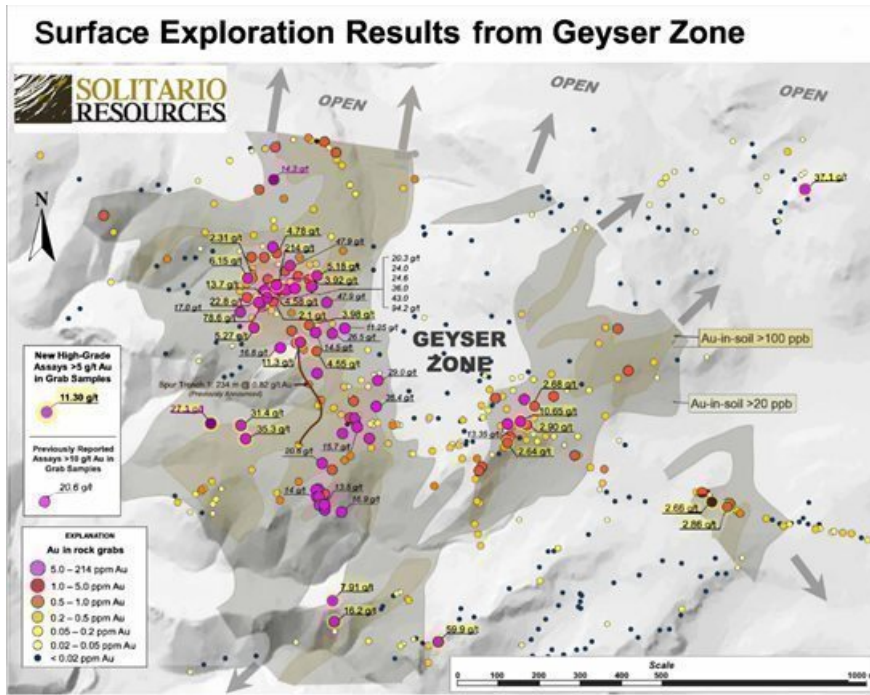 Surface Exploration Results from Geyser Zone
SOLITARIO
RESOURCES
OPEN
OPEN
OPEN
N
14.2 g/t
37.1 g/t
4.78 g/t
2.31 g/t
214 g/t
47.9 g/t
6.15 g/t
5.18 g/t
20.3 g/t
24.0
24.6
36.0
43.0
94.2 g/t
3.92 g/t
13.7 g/t
17.0 g/t
22.8 g/t
4.58 g/t
47.9 g/t
78.6 g/t
2.1 g/t
3.98 g/t
11.05 g/t
5.27 g/t
26.5 g/t
16.8 g/t
14.5 g/t
11.3 g/t
4.55 g/t
GEYSER
ZONE
Au-in-soil >100 ppb
Au-in-soil >20 ppb
New High-Grade
Assays >5 g/t Au
in Grab Samples
11.30 g/t
Previously Reported
Assays >10 g/t Au in
Grab Samples
20.6 g/t
Spur Trench 1: 234 m @ 0.82 g/t Au
(Previously Announced)
29.0 g/t
28.4 g/t
2.68 g/t
10.65 g/t
2.90 g/t
13.35 g/t
2.64 g/t
27.3 g/t
31.4 g/t
35.3 g/t
20.6 g/t
15.7 g/t
14 g/t
13.6 g/t
16.9 g/t
2.66 g/t
2.86 g/t
7.91 g/t
16.2 g/t
59.9 g/t
EXPLANATION
Au in rock grabs
5.0 – 214 ppm Au
1.0 – 5.0 ppm Au
0.5 – 1.0 ppm Au
0.2 – 0.5 ppm Au
0.05 – 0.2 ppm Au
0.02 – 0.05 ppm Au
< 0.02 ppm Au
Scale
0 100 200 300 400 500 1000